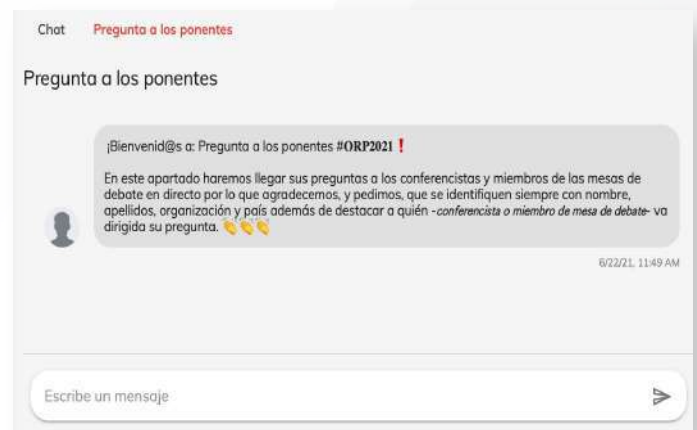 Chat Pregunta a los ponentes
Pregunta a los ponentes
¡Bienvenid@s a: Pregunta a los ponentes #ORP2021❗
En este apartado haremos llegar sus preguntas a los conferencistas y miembros de las mesas de
debate en directo por lo que agradecemos, y pedimos, que se identifiquen siempre con nombre,
apellidos, organización y país además de destacar a quién -conferencista o miembro de mesa de debate- va
dirigida su pregunta. 👏👏👏
6/22/21, 11:49 AM
Escribe un mensaje